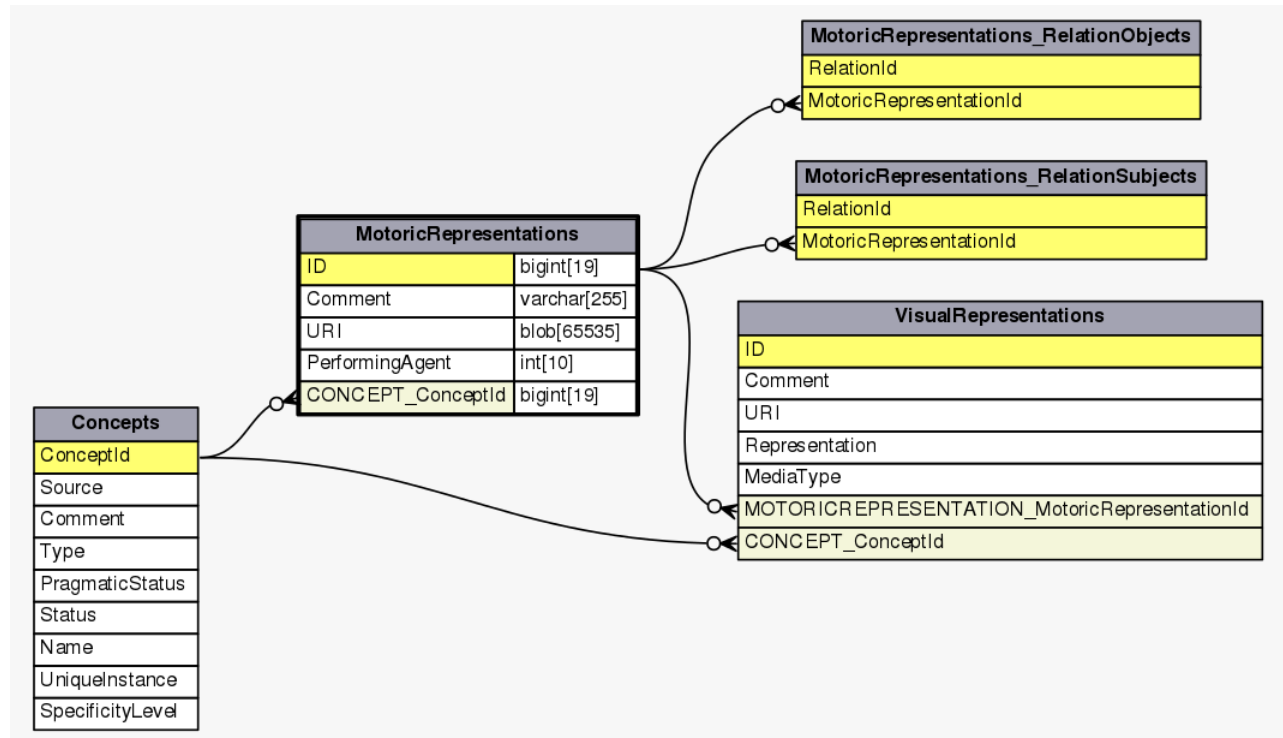 MotoricRepresentations_RelationObjects
RelationId
MotoricRepresentationId
MotoricRepresentations_RelationSubjects
RelationId
MotoricRepresentationId
MotoricRepresentations
ID bigint[19]
Comment varchar[255]
URI blob[65535]
PerformingAgent int[10]
CONCEPT_ConceptId bigint[19]
VisualRepresentations
ID
Comment
URI
Representation
MediaType
MOTORICREPRESENTATION_MotoricRepresentationId
CONCEPT_ConceptId
Concepts
ConceptId
Source
Comment
Type
PragmaticStatus
Status
Name
UniqueInstance
SpecificityLevel